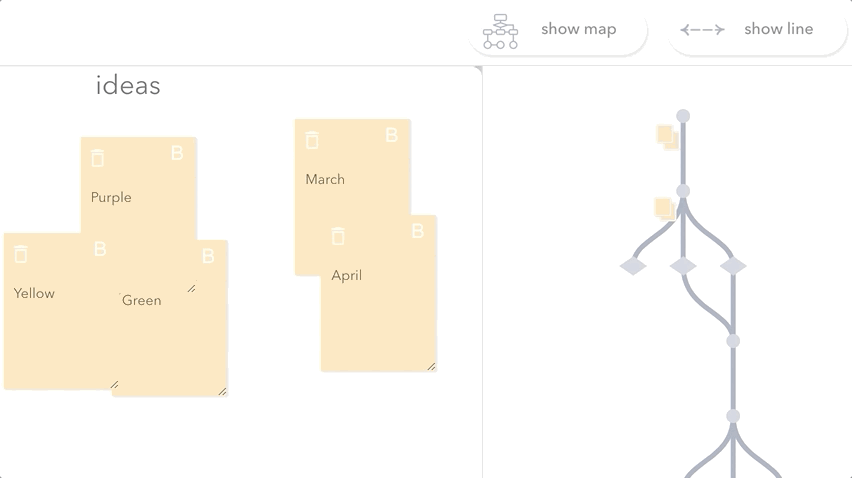 show map
show line
ideas
B
Purple
B
March
B
Yellow
B
Green
B
April